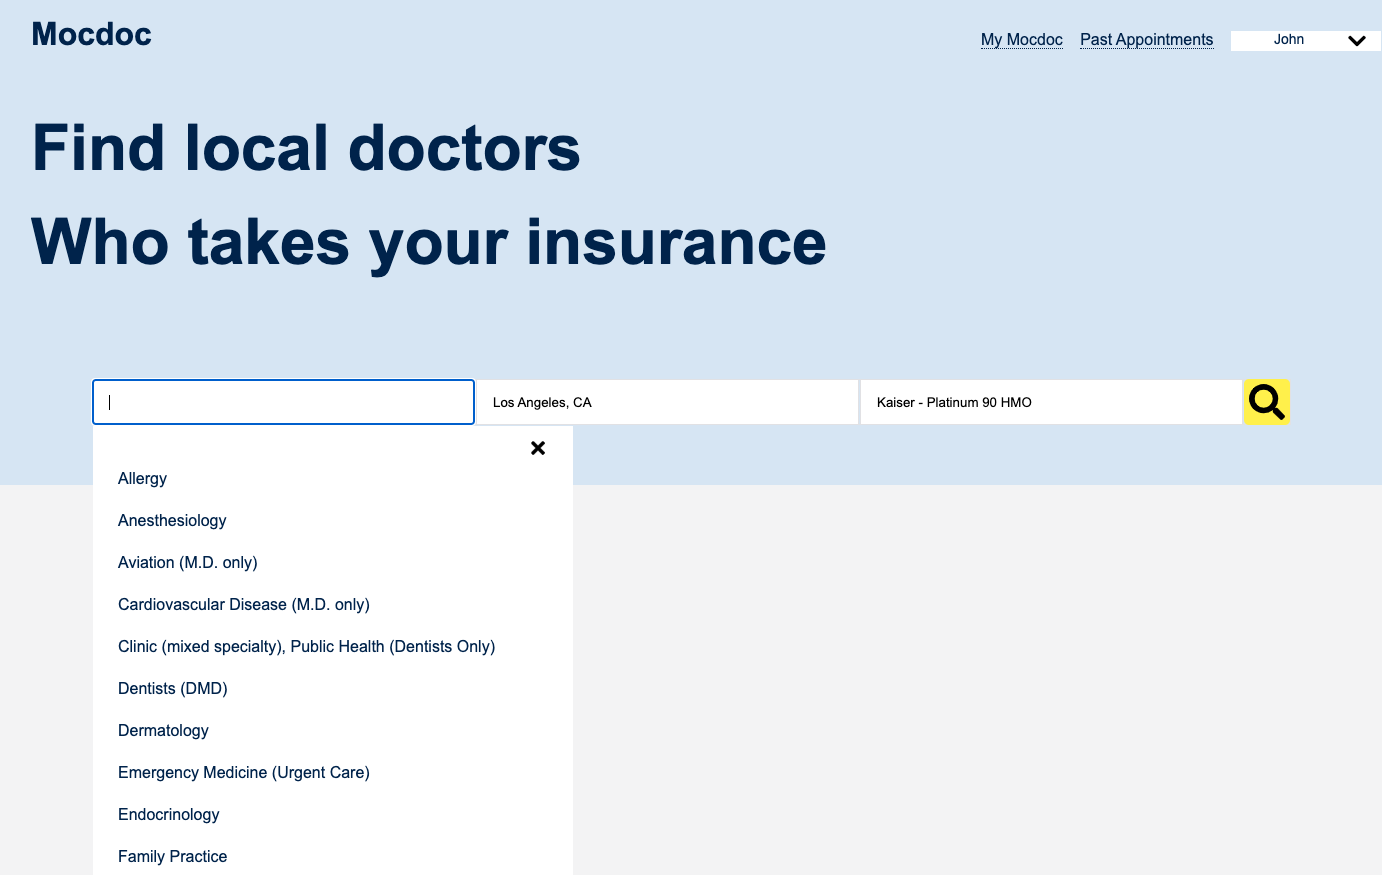 Mocdoc
My Mocdoc Past Appointments John
Find local doctors
Who takes your insurance
Los Angeles, CA
Kaiser - Platinum 90 HMO
Allergy
Anesthesiology
Aviation (M.D. only)
Cardiovascular Disease (M.D. only)
Clinic (mixed specialty), Public Health (Dentists Only)
Dentists (DMD)
Dermatology
Emergency Medicine (Urgent Care)
Endocrinology
Family Practice